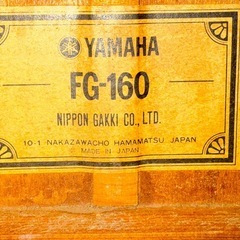 YAMAHA
FG-160
NIPPON GAKKI CO., LTD.
10-1 NAKAZAWACHO HAMAMATSU JAPAN
MADE IN JAPAN